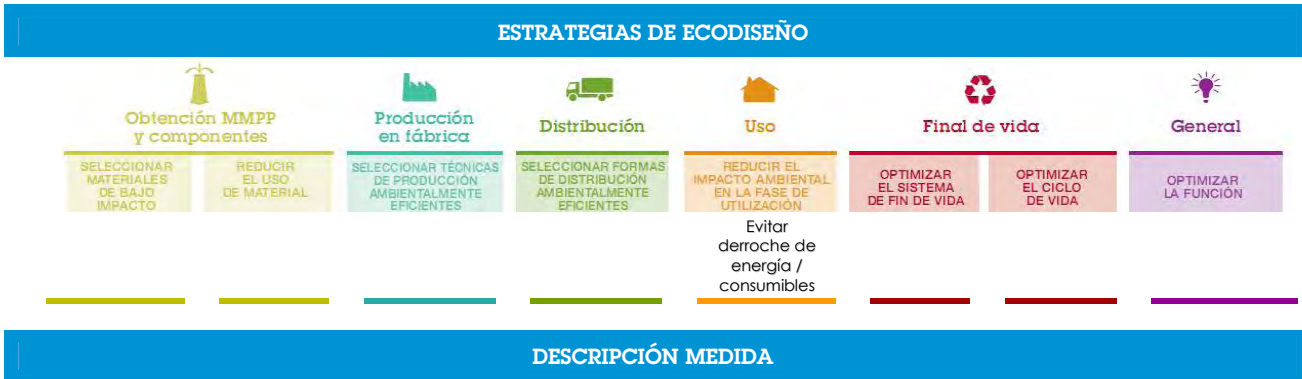 ESTRATEGIAS DE ECODISEÑO
Obtención MMPP
y componentes
Producción
en fábrica
Distribución
Uso
Final de vida
General
SELECCIONAR
MATERIALES
DE BAJO
IMPACTO
REDUCIR
EL USO
DE MATERIAL
SELECCIONAR TÉCNICAS
DE PRODUCCIÓN
AMBIENTALMENTE
EFICIENTES
SELECCIONAR FORMAS
DE DISTRIBUCIÓN
AMBIENTALMENTE
EFICIENTES
REDUCIR EL
IMPACTO AMBIENTAL
EN LA FASE DE
UTILIZACIÓN
OPTIMIZAR
EL SISTEMA
DE FIN DE VIDA
OPTIMIZAR
EL CICLO
DE VIDA
OPTIMIZAR
LA FUNCIÓN
Evitar
derroche de
energía /
consumibles
DESCRIPCIÓN MEDIDA